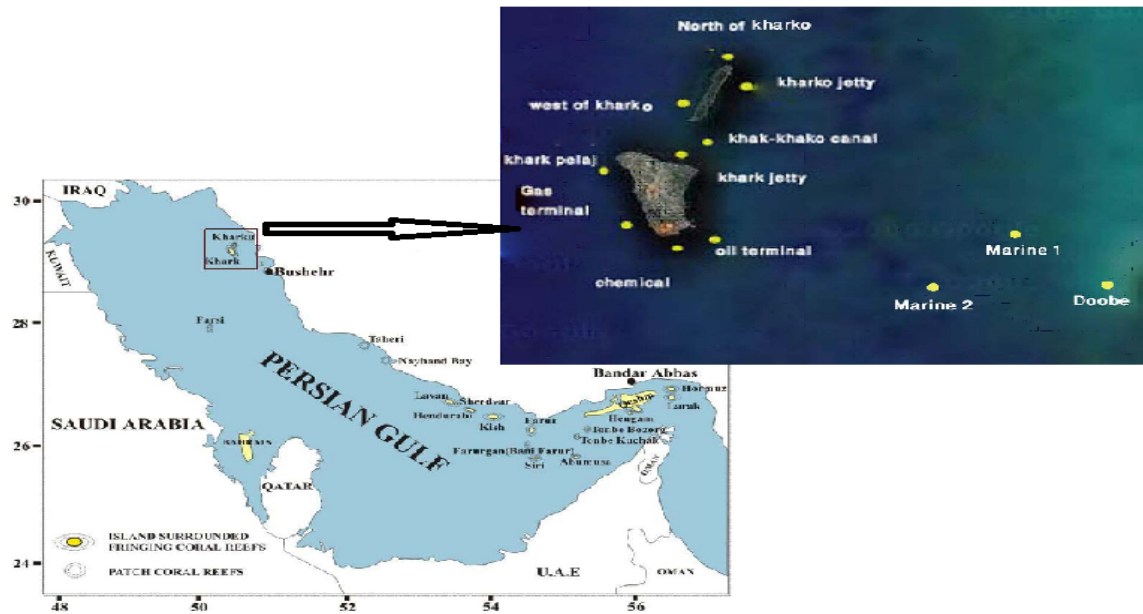 North of kharko
kharko jetty
west of kharko
khak-khako canal
khark pelaj
khark jetty
Gas
terminal
oil terminal
chemical
Marine 1
Marine 2
Doobe
IRAQ
30
KUWAIT
Kharku
Khark
Bushehr
28
Farsi
Taheri
Nayband Bay
PERSIAN GULF
Bandar Abbas
Hormuz
Larak
Qeshm
Hengam
Lavan
Shedvar
Hendurabi
Kish
Farur
Tonbe Bozorg
Tonbe Kuchak
SAUDI ARABIA
26
BAHRAIN
Farurgan(Bani Farur)
Siri
Abumusa
OMAN
QATAR
ISLAND SURROUNDED
FRINGING CORAL REEFS
PATCH CORAL REEFS
24
U.A.E
OMAN
48
50
52
54
56